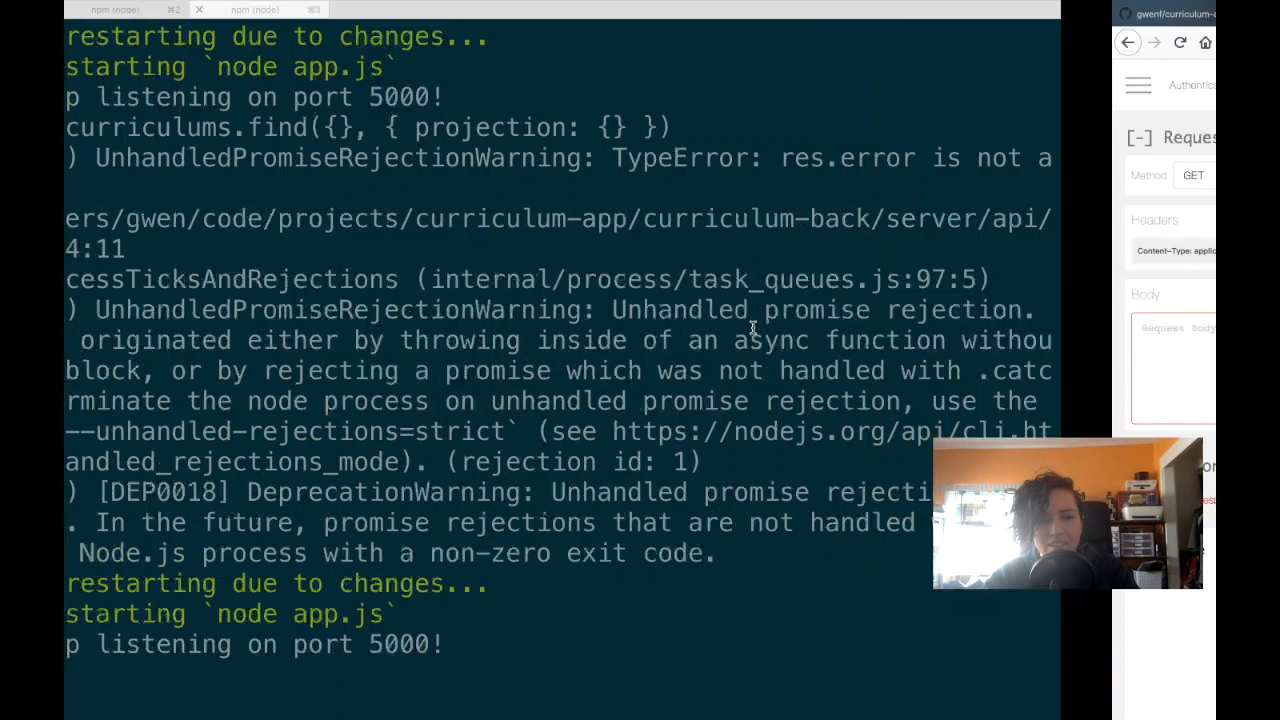 npm (node) ⌘2 × npm (node) ⌘3
restarting due to changes...
starting `node app.js`
p listening on port 5000!
curriculums.find({}, { projection: {} })
) UnhandledPromiseRejectionWarning: TypeError: res.error is not a
ers/gwen/code/projects/curriculum-app/curriculum-back/server/api/
4:11
cessTicksAndRejections (internal/process/task_queues.js:97:5)
) UnhandledPromiseRejectionWarning: Unhandled promise rejection.
originated either by throwing inside of an async function withou
block, or by rejecting a promise which was not handled with .catc
rminate the node process on unhandled promise rejection, use the
--unhandled-rejections=strict` (see https://nodejs.org/api/cli.ht
andled_rejections_mode). (rejection id: 1)
) [DEP0018] DeprecationWarning: Unhandled promise rejecti
. In the future, promise rejections that are not handled
Node.js process with a non-zero exit code.
restarting due to changes...
starting `node app.js`
p listening on port 5000!
gwenf/curriculum-a
Authentica
[-] Reques
Method GET
Headers
Content-Type: applic
Body
Request Body